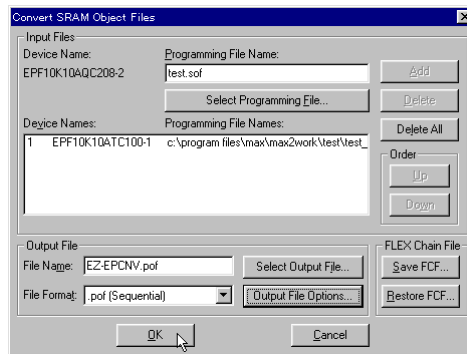 Convert SRAM Object Files
Input Files
Device Name: Programming File Name:
EPF10K10AQC208-2 test.sof Add
Select Programming File... Delete
Device Names: Programming File Names: Delete All
1 EPF10K10ATC100-1 c:\program files\max\max2work\test\test_
Order
Up
Down
Output File FLEX Chain File
File Name: EZ-EPCNV.pof Select Output File... Save FCF...
File Format: .pof (Sequential) Output File Options... Restore FCF...
OK Cancel